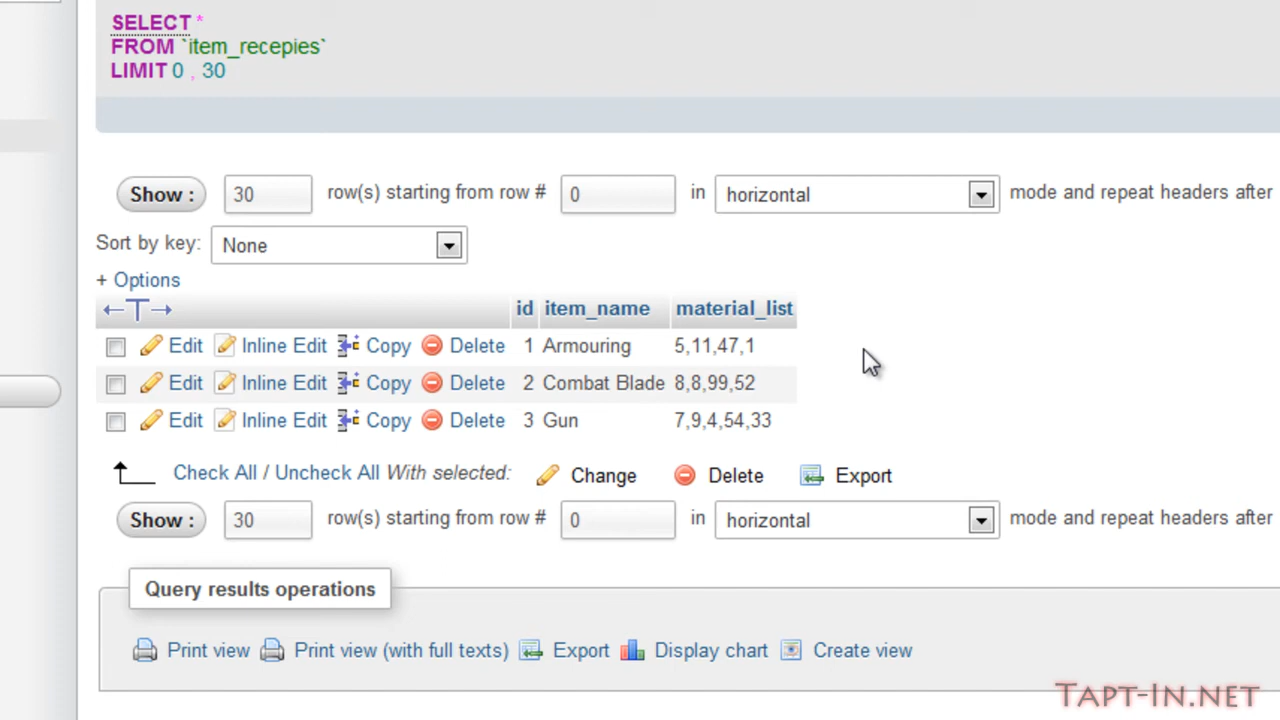 SELECT *
FROM `item_recepies`
LIMIT 0 , 30
Show : 30 row(s) starting from row # 0 in horizontal mode and repeat headers after
Sort by key: None
+ Options
←T→ id item_name material_list
Edit Inline Edit Copy Delete 1 Armouring 5,11,47,1
Edit Inline Edit Copy Delete 2 Combat Blade 8,8,99,52
Edit Inline Edit Copy Delete 3 Gun 7,9,4,54,33
Check All / Uncheck All With selected: Change Delete Export
Show : 30 row(s) starting from row # 0 in horizontal mode and repeat headers after
Query results operations
Print view Print view (with full texts) Export Display chart Create view
TAPT-IN.NET